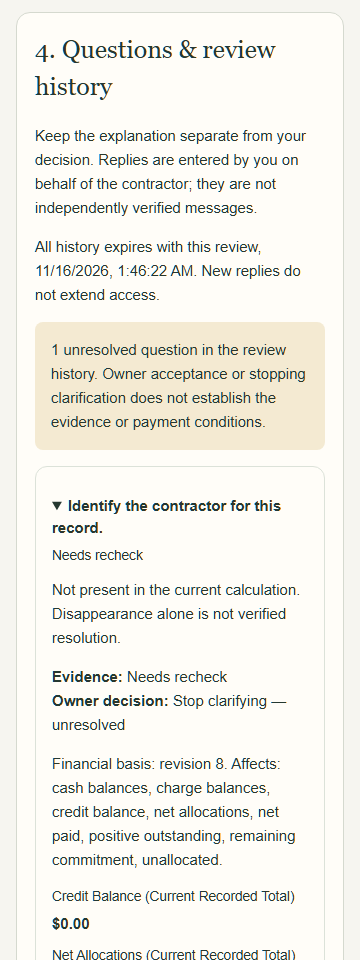 4. Questions & review
history
Keep the explanation separate from your
decision. Replies are entered by you on
behalf of the contractor; they are not
independently verified messages.
All history expires with this review,
11/16/2026, 1:46:22 AM. New replies do
not extend access.
1 unresolved question in the review
history. Owner acceptance or stopping
clarification does not establish the
evidence or payment conditions.
▼ Identify the contractor for this
record.
Needs recheck
Not present in the current calculation.
Disappearance alone is not verified
resolution.
Evidence: Needs recheck
Owner decision: Stop clarifying —
unresolved
Financial basis: revision 8. Affects:
cash balances, charge balances,
credit balance, net allocations, net
paid, positive outstanding, remaining
commitment, unallocated.
Credit Balance (Current Recorded Total)
$0.00
Net Allocations (Current Recorded Total)